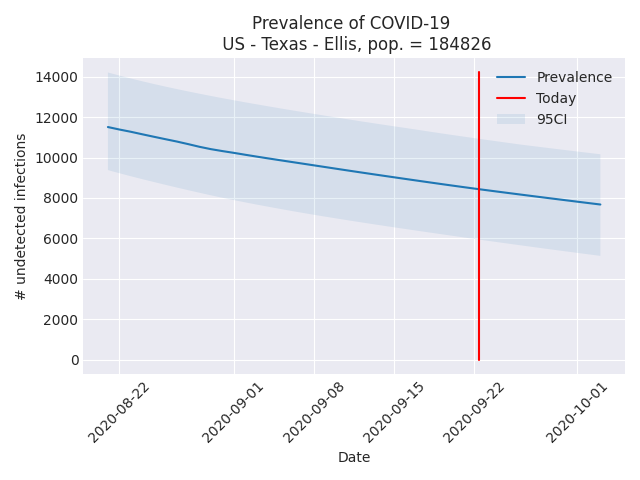 Prevalence of COVID-19
US - Texas - Ellis, pop. = 184826
Prevalence
Today
95CI
# undetected infections
14000
12000
10000
8000
6000
4000
2000
0
2020-08-22
2020-09-01
2020-09-08
2020-09-15
2020-09-22
2020-10-01
Date